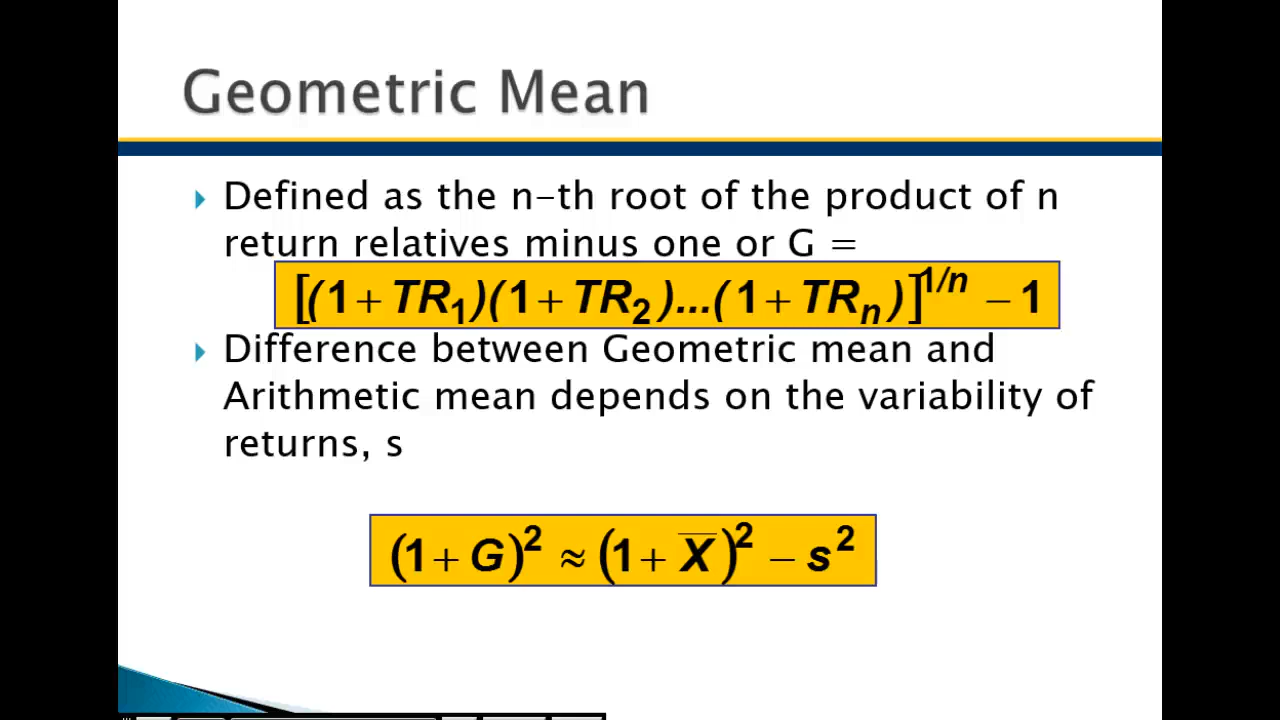 Geometric Mean
Defined as the n-th root of the product of n
return relatives minus one or G =
[(1 + TR₁)(1 + TR₂)...(1 + TRₙ)]^1/n − 1
Difference between Geometric mean and
Arithmetic mean depends on the variability of
returns, s
(1 + G)² ≈ (1 + X̅)² − s²